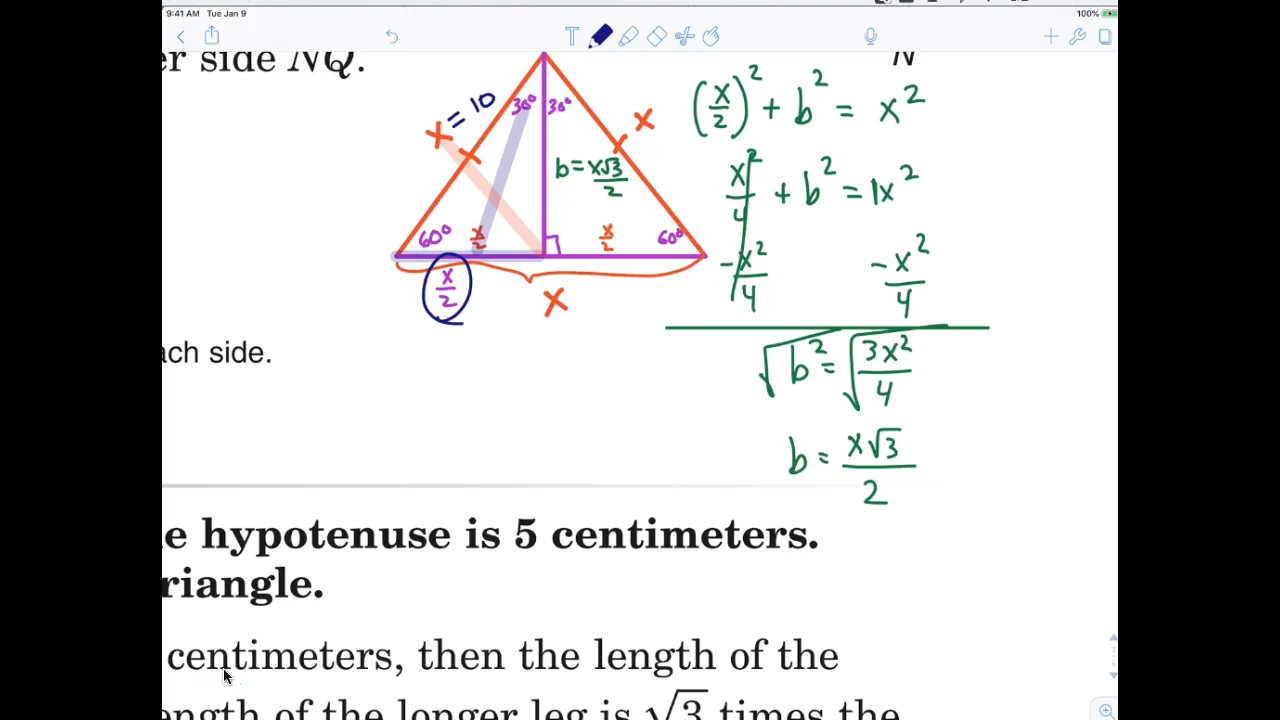 9:41 AM Tue Jan 9
100%
T
er side NQ.
N
x = 10
30° 30°
x
b = x√3/2
60° x/2
x/2 60°
x/2
x
(x/2)² + b² = x²
x²/4 + b² = 1x²
-x²/4 -x²/4
√b² = √3x²/4
b = x√3/2
ach side.
e hypotenuse is 5 centimeters.
riangle.
centimeters, then the length of the
ength of the longer leg is √3 times the